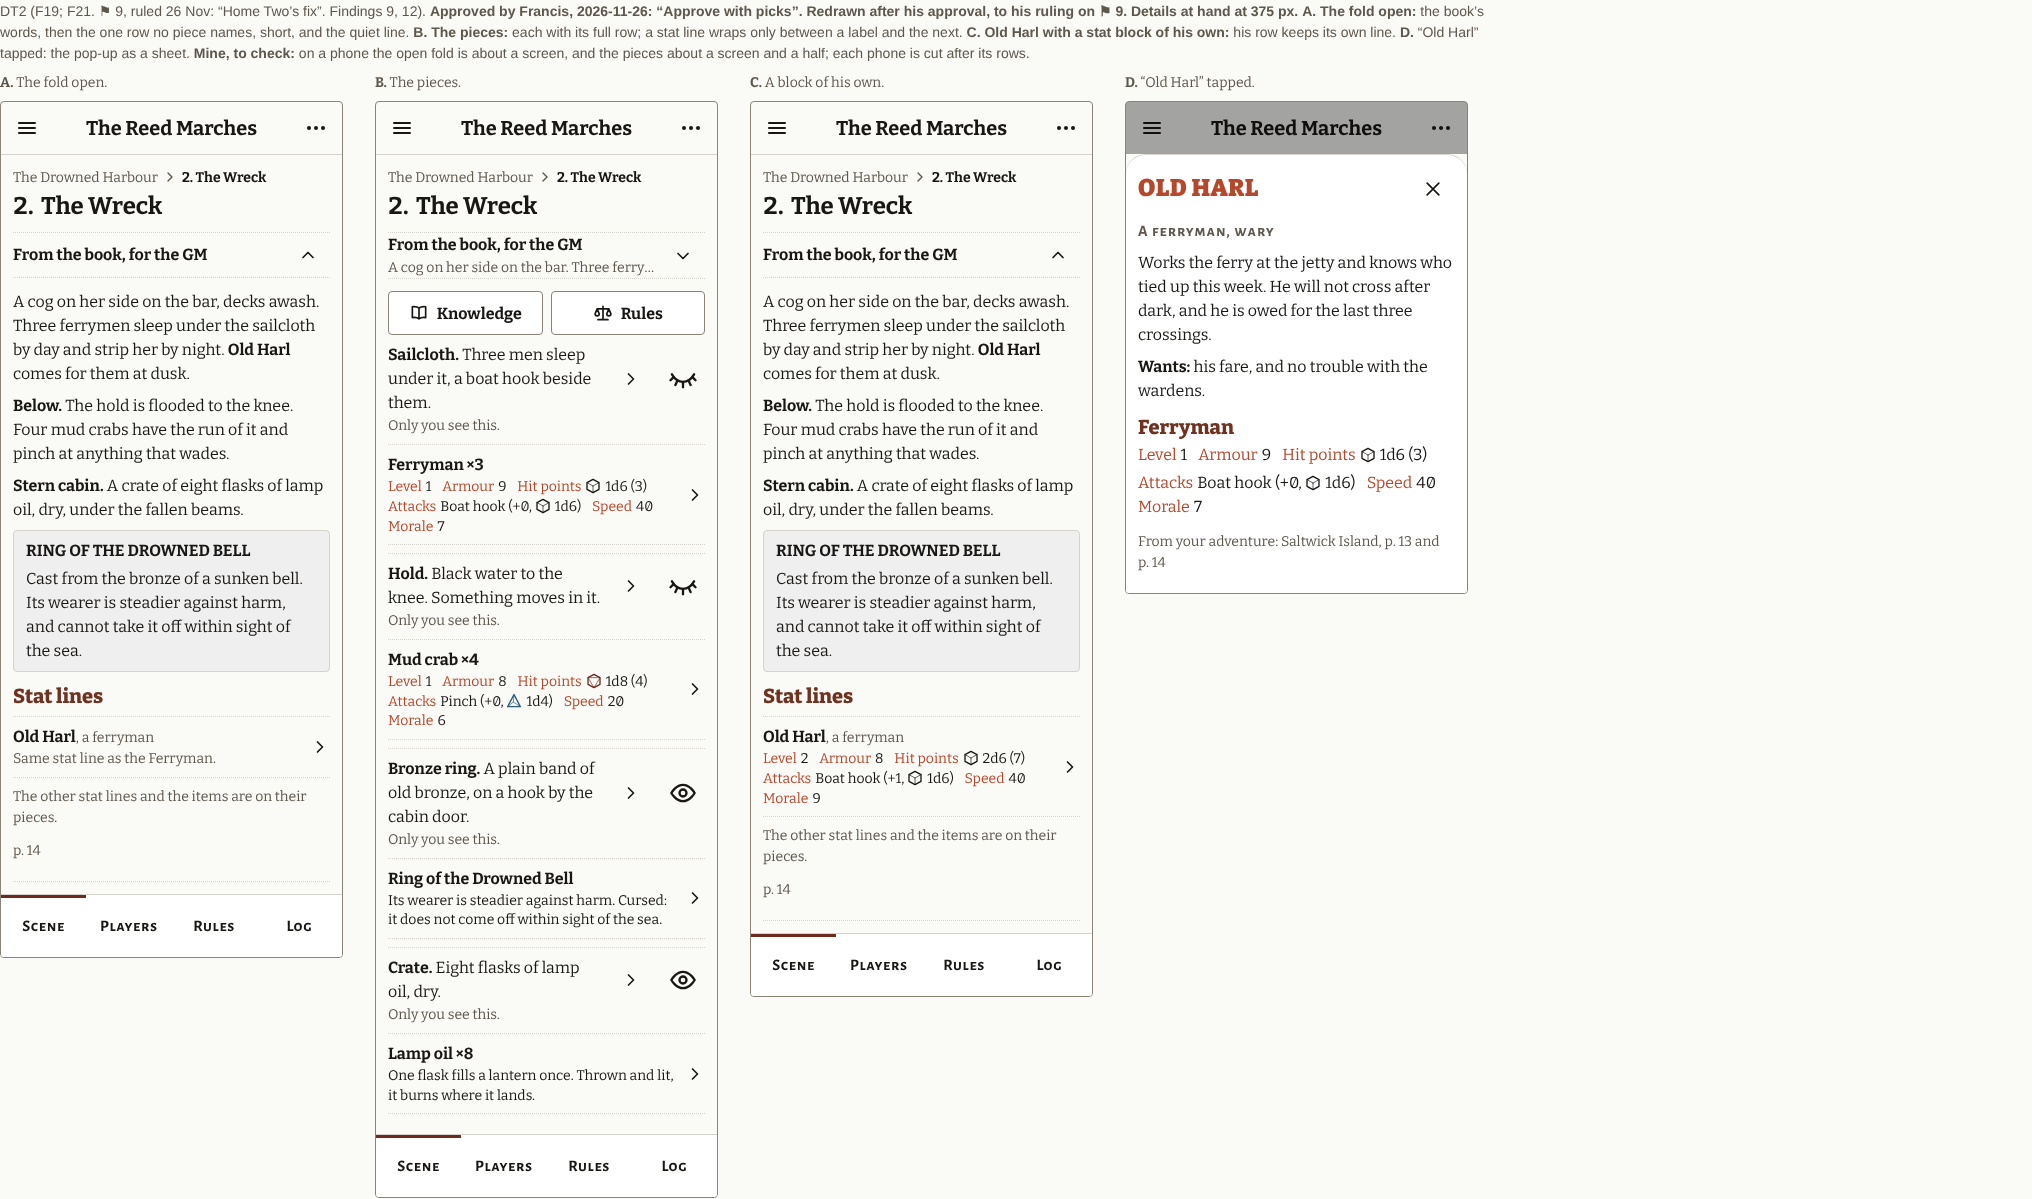 DT2 (F19; F21. ⚑ 9, ruled 26 Nov: “Home Two’s fix”. Findings 9, 12). Approved by Francis, 2026-11-26: “Approve with picks”. Redrawn after his approval, to his ruling on ⚑ 9. Details at hand at 375 px. A. The fold open: the book’s
words, then the one row no piece names, short, and the quiet line. B. The pieces: each with its full row; a stat line wraps only between a label and the next. C. Old Harl with a stat block of his own: his row keeps its own line. D. “Old Harl”
tapped: the pop-up as a sheet. Mine, to check: on a phone the open fold is about a screen, and the pieces about a screen and a half; each phone is cut after its rows.
A. The fold open.
The Reed Marches
The Drowned Harbour > 2. The Wreck
2. The Wreck
From the book, for the GM
A cog on her side on the bar, decks awash.
Three ferrymen sleep under the sailcloth
by day and strip her by night. Old Harl
comes for them at dusk.
Below. The hold is flooded to the knee.
Four mud crabs have the run of it and
pinch at anything that wades.
Stern cabin. A crate of eight flasks of lamp
oil, dry, under the fallen beams.
RING OF THE DROWNED BELL
Cast from the bronze of a sunken bell.
Its wearer is steadier against harm,
and cannot take it off within sight of
the sea.
Stat lines
Old Harl, a ferryman
Same stat line as the Ferryman.
The other stat lines and the items are on their
pieces.
p. 14
SCENE PLAYERS RULES LOG
B. The pieces.
The Reed Marches
The Drowned Harbour > 2. The Wreck
2. The Wreck
From the book, for the GM
A cog on her side on the bar. Three ferry…
Knowledge Rules
Sailcloth. Three men sleep
under it, a boat hook beside
them.
Only you see this.
Ferryman ×3
Level 1 Armour 9 Hit points 1d6 (3)
Attacks Boat hook (+0, 1d6) Speed 40
Morale 7
Hold. Black water to the
knee. Something moves in it.
Only you see this.
Mud crab ×4
Level 1 Armour 8 Hit points 1d8 (4)
Attacks Pinch (+0, 1d4) Speed 20
Morale 6
Bronze ring. A plain band of
old bronze, on a hook by the
cabin door.
Only you see this.
Ring of the Drowned Bell
Its wearer is steadier against harm. Cursed:
it does not come off within sight of the sea.
Crate. Eight flasks of lamp
oil, dry.
Only you see this.
Lamp oil ×8
One flask fills a lantern once. Thrown and lit,
it burns where it lands.
SCENE PLAYERS RULES LOG
C. A block of his own.
The Reed Marches
The Drowned Harbour > 2. The Wreck
2. The Wreck
From the book, for the GM
A cog on her side on the bar, decks awash.
Three ferrymen sleep under the sailcloth
by day and strip her by night. Old Harl
comes for them at dusk.
Below. The hold is flooded to the knee.
Four mud crabs have the run of it and
pinch at anything that wades.
Stern cabin. A crate of eight flasks of lamp
oil, dry, under the fallen beams.
RING OF THE DROWNED BELL
Cast from the bronze of a sunken bell.
Its wearer is steadier against harm,
and cannot take it off within sight of
the sea.
Stat lines
Old Harl, a ferryman
Level 2 Armour 8 Hit points 2d6 (7)
Attacks Boat hook (+1, 1d6) Speed 40
Morale 9
The other stat lines and the items are on their
pieces.
p. 14
SCENE PLAYERS RULES LOG
D. “Old Harl” tapped.
The Reed Marches
OLD HARL
A FERRYMAN, WARY
Works the ferry at the jetty and knows who
tied up this week. He will not cross after
dark, and he is owed for the last three
crossings.
Wants: his fare, and no trouble with the
wardens.
Ferryman
Level 1 Armour 9 Hit points 1d6 (3)
Attacks Boat hook (+0, 1d6) Speed 40
Morale 7
From your adventure: Saltwick Island, p. 13 and
p. 14